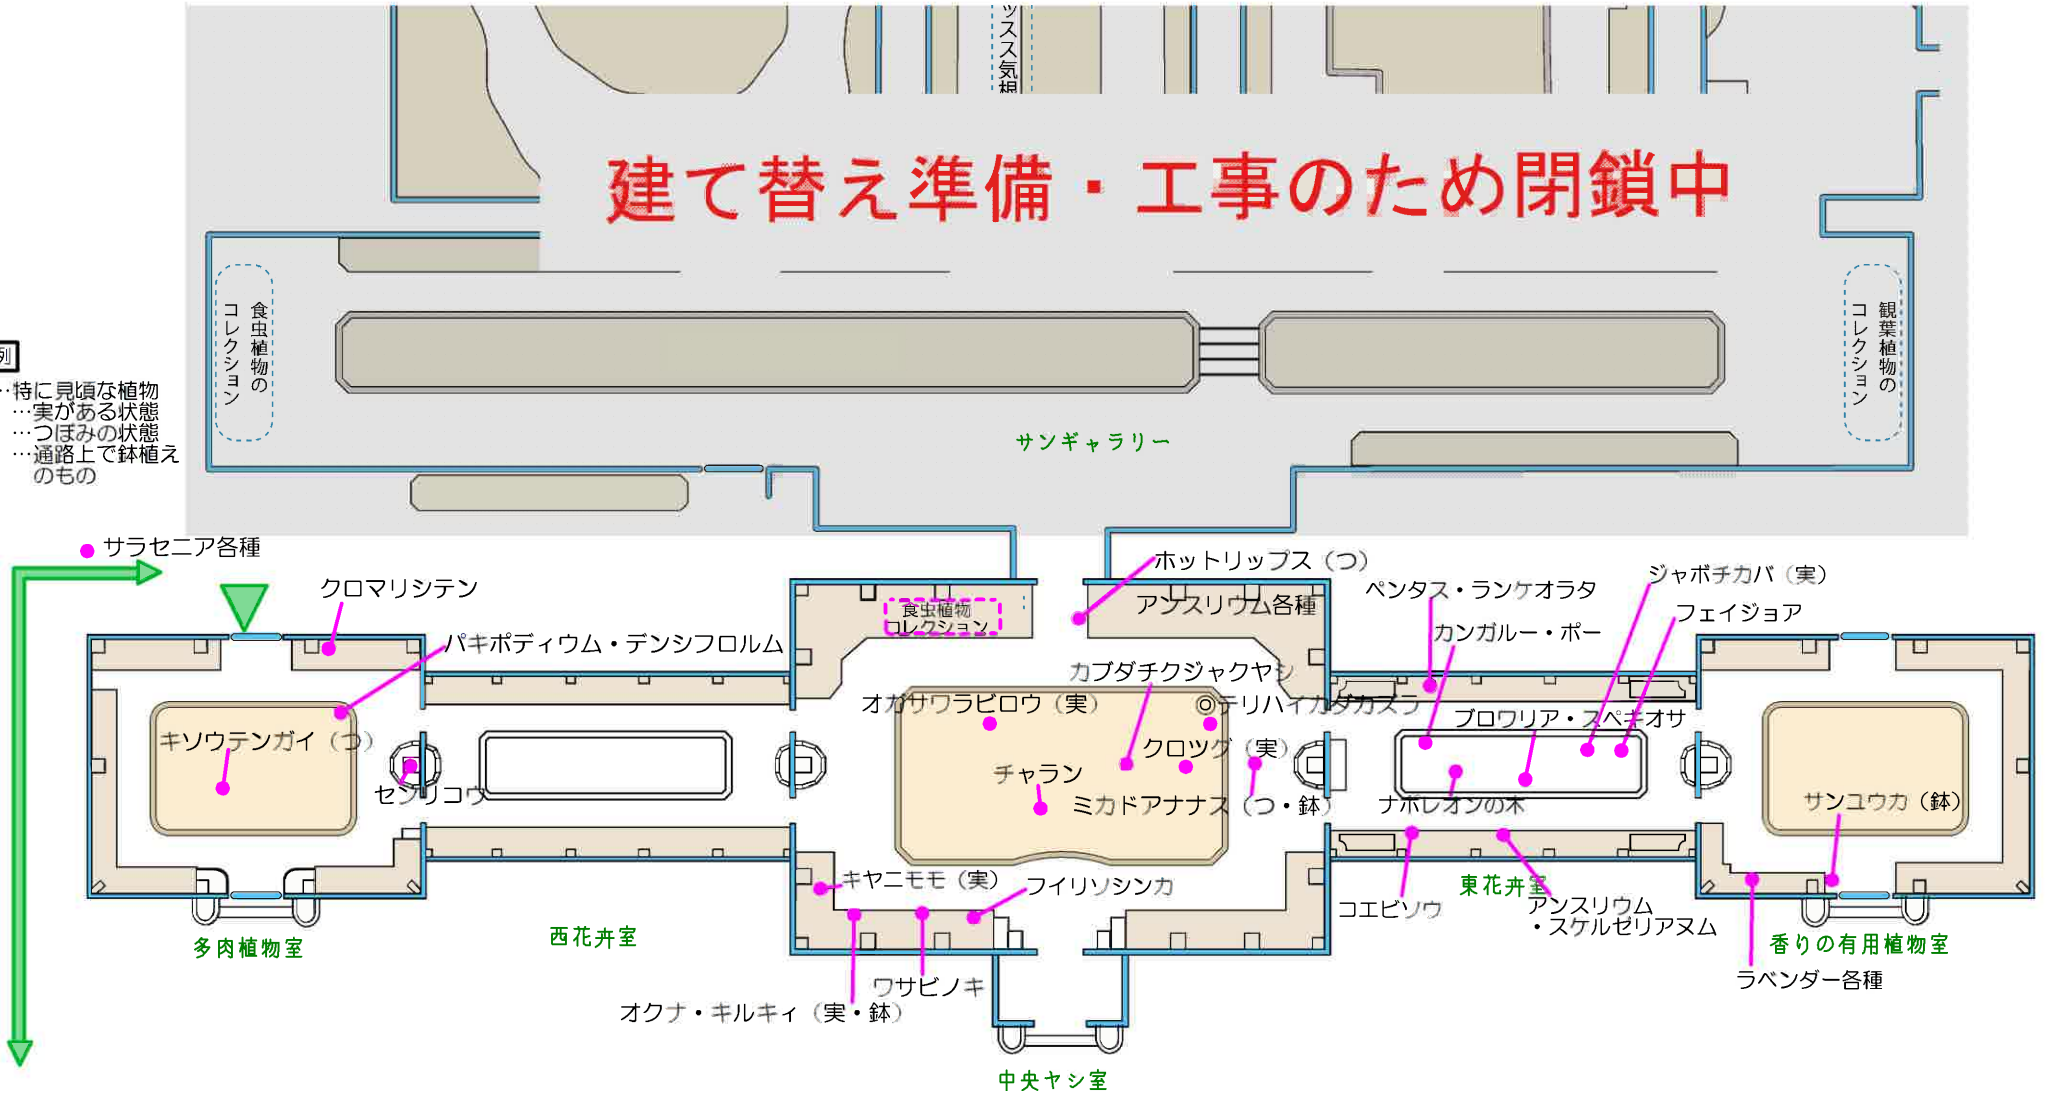 ッスス気根
建て替え準備・工事のため閉鎖中
食虫植物の
コレクション
観葉植物の
コレクション
サンギャラリー
例
…特に見頃な植物
…実がある状態
…つぼみの状態
…通路上で鉢植え
のもの
サラセニア各種
クロマリシテン
パキポディウム・デンシフロルム
キソウテンガイ（つ）
センリコウ
多肉植物室
西花卉室
食虫植物
コレクション
ホットリップス（つ）
アンスリウム各種
カブダチクジャクヤシ
オガサワラビロウ（実）
テリハイカダカズラ
クロツグ（実）
チャラン
ミカドアナナス（つ・鉢）
キヤニモモ（実）
フイリソシンカ
ワサビノキ
オクナ・キルキィ（実・鉢）
中央ヤシ室
ペンタス・ランケオラタ
ジャボチカバ（実）
フェイジョア
カンガルー・ポー
ブロワリア・スペキオサ
ナポレオンの木
コエビソウ
東花卉室
アンスリウム
・スケルゼリアヌム
サンユウカ（鉢）
香りの有用植物室
ラベンダー各種